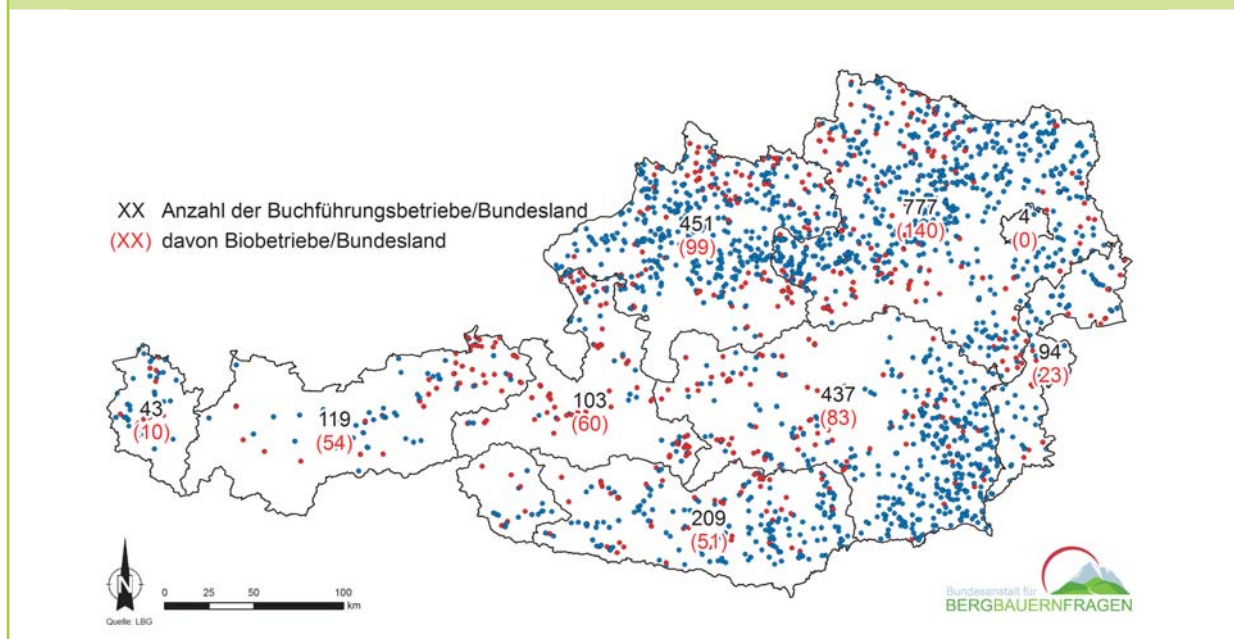 XX Anzahl der Buchführungsbetriebe/Bundesland
(XX) davon Biobetriebe/Bundesland
451
(99)
777
(140)
4
(0)
94
(23)
43
(10)
119
(54)
103
(60)
437
(83)
209
(51)
N
0 25 50 100
km
Quelle: LBG
Bundesanstalt für
BERGBAUERNFRAGEN